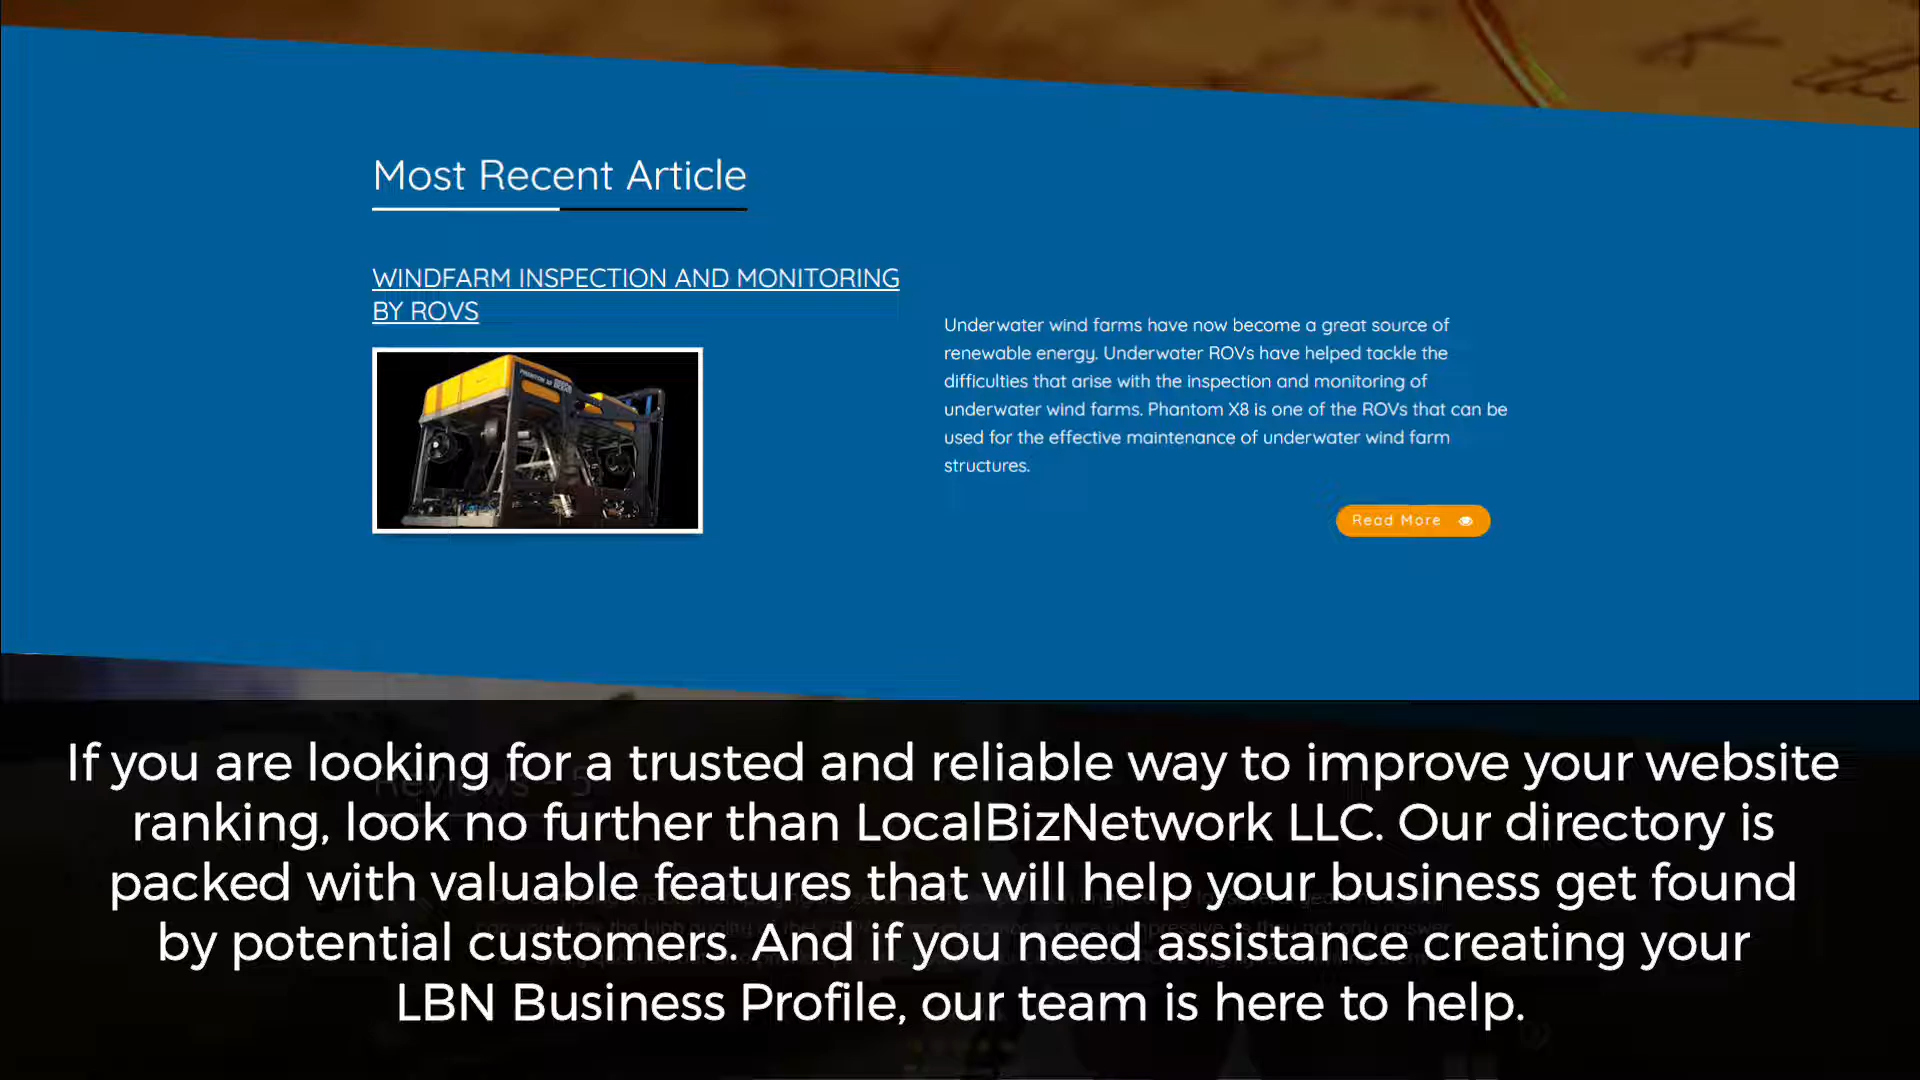 the
Most Recent Article
WINDFARM INSPECTION AND MONITORING
BY ROVS
Underwater wind farms have now become a great source of
renewable energy. Underwater ROVs have helped tackle the
difficulties that arise with the inspection and monitoring of
underwater wind farms. Phantom X8 is one of the ROVs that can be
used for the effective maintenance of underwater wind farm
structures.
Read More
Reviews - 5
If you are looking for a trusted and reliable way to improve your website
ranking, look no further than LocalBizNetwork LLC. Our directory is
packed with valuable features that will help your business get found
by potential customers. And if you need assistance creating your
LBN Business Profile, our team is here to help.